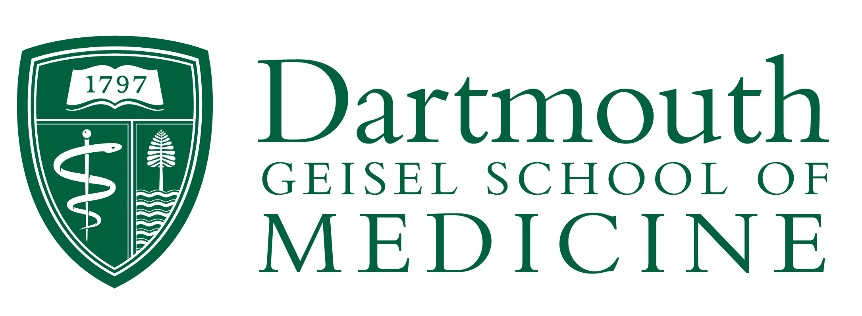 1797
Dartmouth
GEISEL SCHOOL OF
MEDICINE